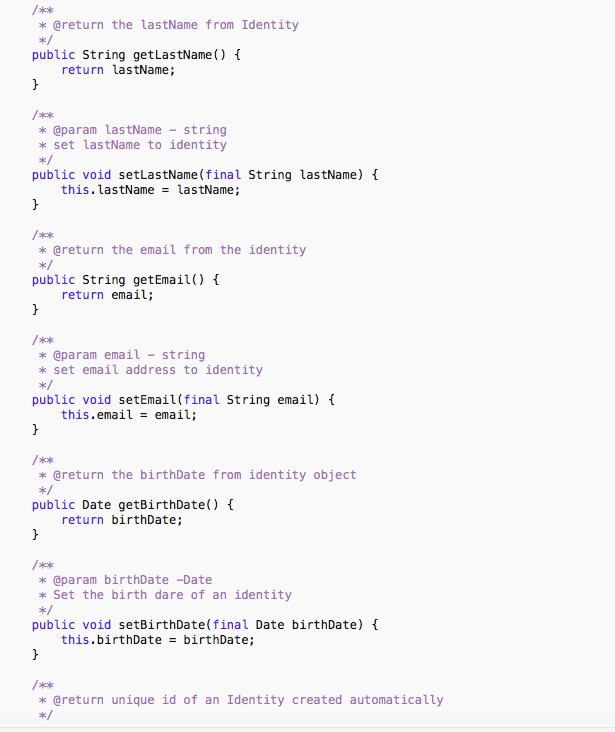 /**
 * @return the lastName from Identity
 */
public String getLastName() {
    return lastName;
}

/**
 * @param lastName - string
 * set lastName to identity
 */
public void setLastName(final String lastName) {
    this.lastName = lastName;
}

/**
 * @return the email from the identity
 */
public String getEmail() {
    return email;
}

/**
 * @param email - string
 * set email address to identity
 */
public void setEmail(final String email) {
    this.email = email;
}

/**
 * @return the birthDate from identity object
 */
public Date getBirthDate() {
    return birthDate;
}

/**
 * @param birthDate -Date
 * Set the birth dare of an identity
 */
public void setBirthDate(final Date birthDate) {
    this.birthDate = birthDate;
}

/**
 * @return unique id of an Identity created automatically
 */